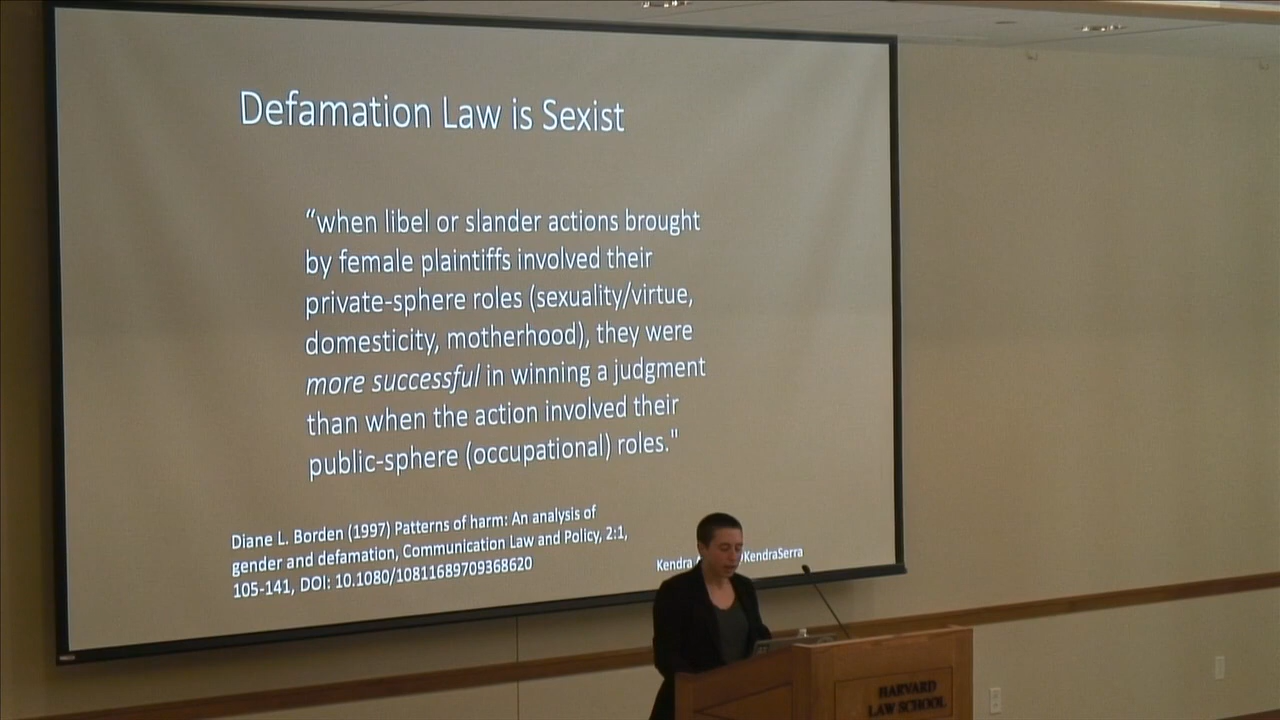 Defamation Law is Sexist
“when libel or slander actions brought
by female plaintiffs involved their
private-sphere roles (sexuality/virtue,
domesticity, motherhood), they were
more successful in winning a judgment
than when the action involved their
public-sphere (occupational) roles."
Diane L. Borden (1997) Patterns of harm: An analysis of
gender and defamation, Communication Law and Policy, 2:1,
105-141, DOI: 10.1080/10811689709368620
Kendra KendraSerra
HARVARD
LAW SCHOOL